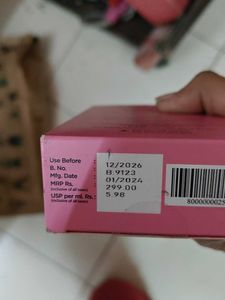 Use Before 12/2026
B. No. B.9123
Mfg. Date 01/2024
MRP Rs. 299.00
(Inclusive of all taxes)
USP per ml. Rs.: 5.98
(Inclusive of all taxes)